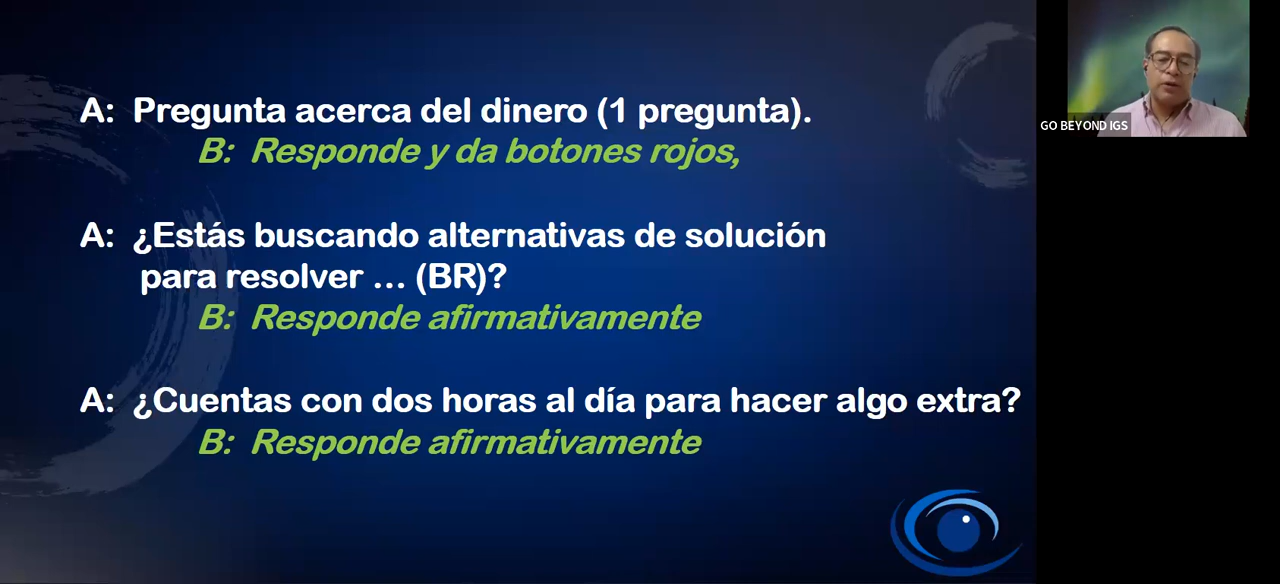 A: Pregunta acerca del dinero (1 pregunta).
B: Responde y da botones rojos,
A: ¿Estás buscando alternativas de solución
para resolver ... (BR)?
B: Responde afirmativamente
A: ¿Cuentas con dos horas al día para hacer algo extra?
B: Responde afirmativamente
GO BEYOND IGS